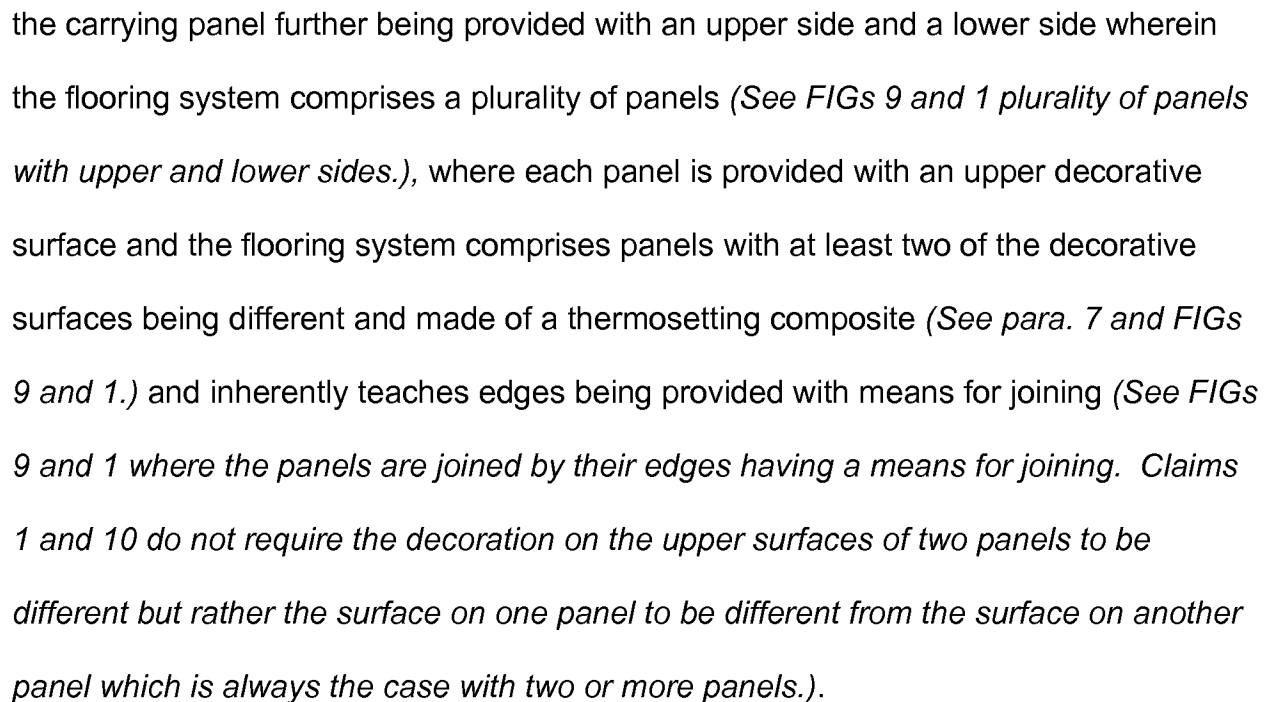 the carrying panel further being provided with an upper side and a lower side wherein
the flooring system comprises a plurality of panels (See FIGs 9 and 1 plurality of panels
with upper and lower sides.), where each panel is provided with an upper decorative
surface and the flooring system comprises panels with at least two of the decorative
surfaces being different and made of a thermosetting composite (See para. 7 and FIGs
9 and 1.) and inherently teaches edges being provided with means for joining (See FIGs
9 and 1 where the panels are joined by their edges having a means for joining.  Claims
1 and 10 do not require the decoration on the upper surfaces of two panels to be
different but rather the surface on one panel to be different from the surface on another
panel which is always the case with two or more panels.).